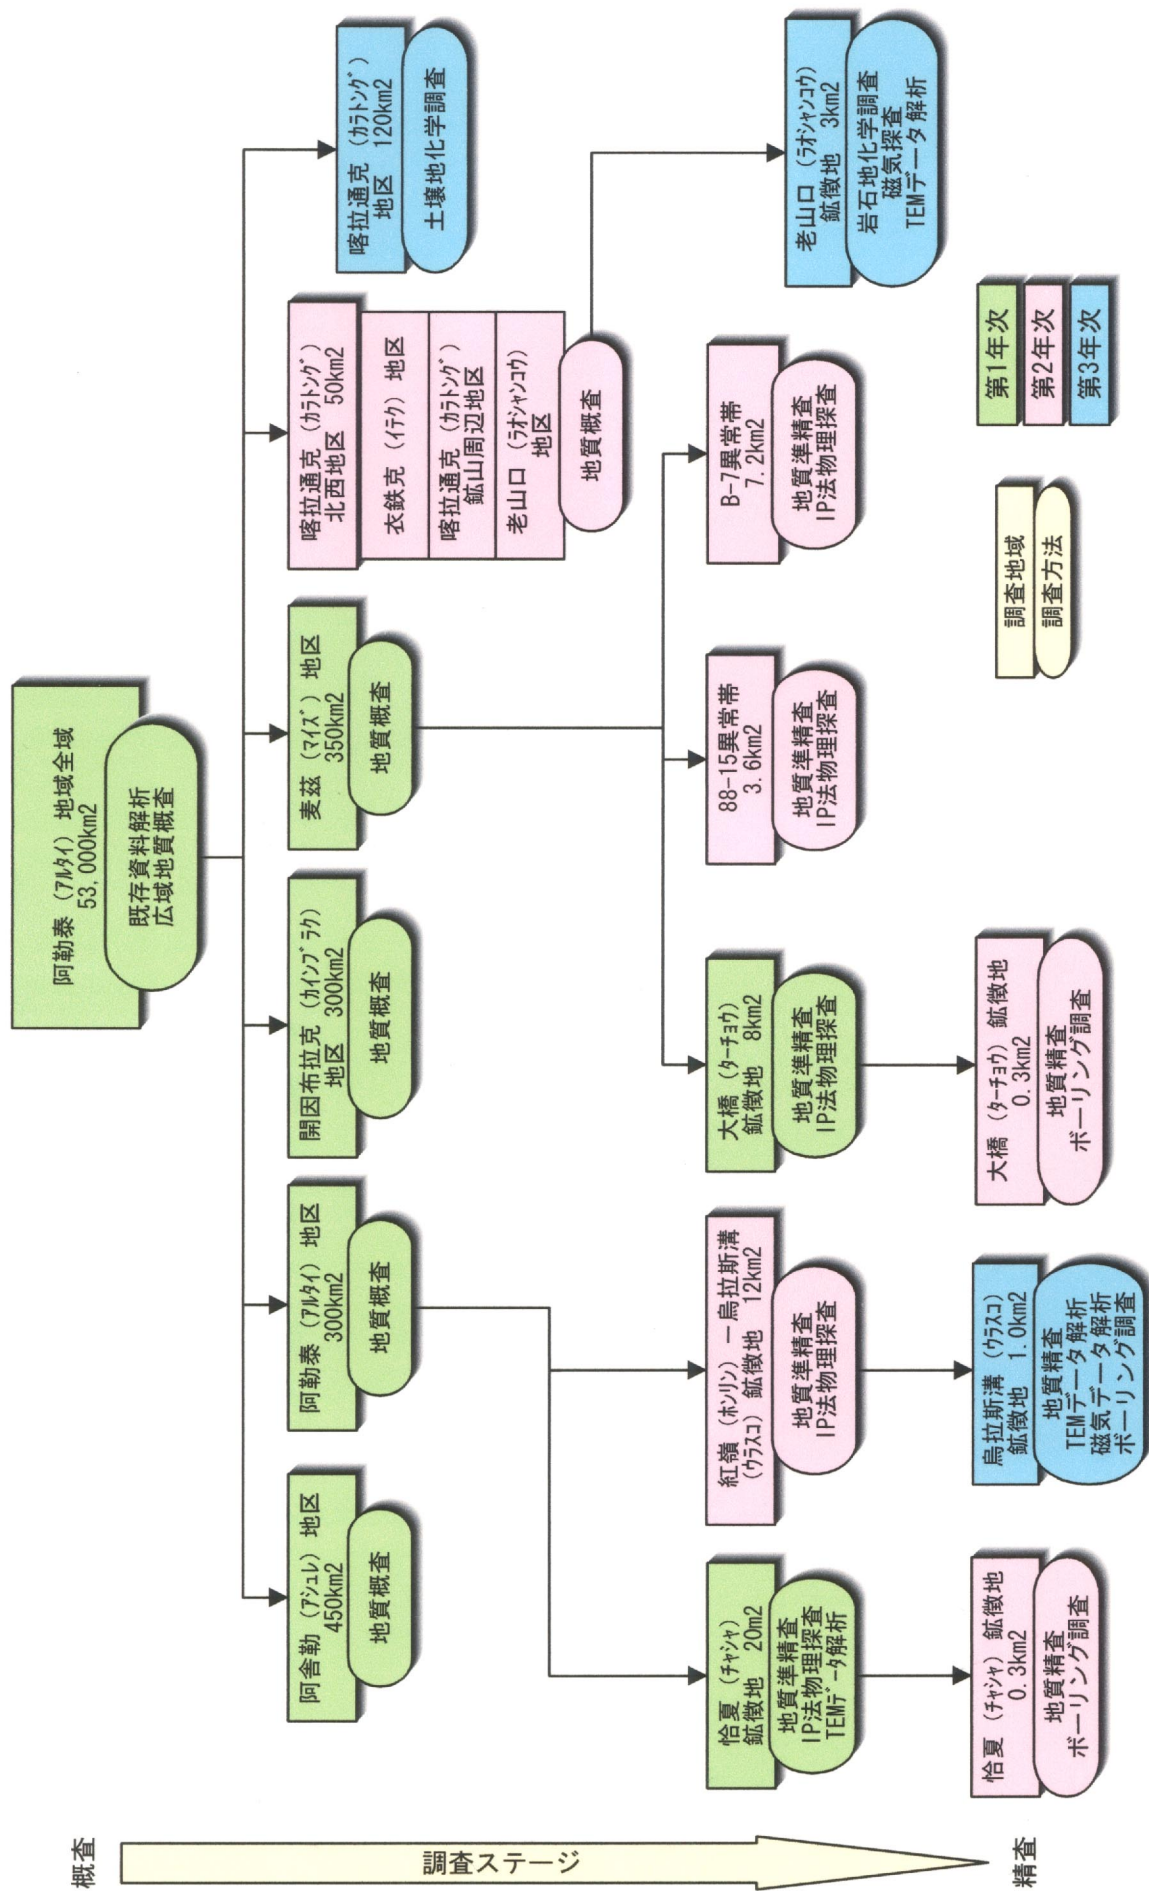 概査
調査ステージ
精査
阿勒泰（アルタイ）地域全域
53,000km2
既存資料解析
広域地質概査
阿舎勒（アシュレ）地区
450km2
地質概査
阿勒泰（アルタイ）地区
300km2
地質概査
開因布拉克（カインブラク）
地区　300km2
地質概査
麦茲（マイズ）地区
350km2
地質概査
喀拉通克（カラトング）
北西地区　50km2
衣鉄克（イテク）地区
喀拉通克（カラトング）
鉱山周辺地区
老山口（ラオシャンコウ）
地区
地質概査
喀拉通克（カラトング）
地区　120km2
土壌地化学調査
恰夏（チャシャ）
鉱徴地　20m2
地質準精査
IP法物理探査
TEMデータ解析
紅嶺（ホンリン）－烏拉斯溝
（ウラスコ）鉱徴地　12km2
地質準精査
IP法物理探査
大橋（ターチョウ）
鉱徴地　8km2
地質準精査
IP法物理探査
88-15異常帯
3.6km2
地質準精査
IP法物理探査
B-7異常帯
7.2km2
地質準精査
IP法物理探査
老山口（ラオシャンコウ）
鉱徴地　3km2
岩石地化学調査
磁気探査
TEMデータ解析
恰夏（チャシャ）鉱徴地
0.3km2
地質精査
ボーリング調査
烏拉斯溝（ウラスコ）
鉱徴地　1.0km2
地質精査
TEMデータ解析
磁気データ解析
ボーリング調査
大橋（ターチョウ）鉱徴地
0.3km2
地質精査
ボーリング調査
調査地域
調査方法
第1年次
第2年次
第3年次